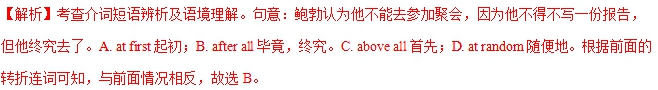 【解析】考查介词短语辨析及语境理解。句意：鲍勃认为他不能去参加聚会，因为他不得不写一份报告，
但他终究去了。A. at first 起初；B. after all 毕竟，终究。C. above all 首先；D. at random 随便地。根据前面的
转折连词可知，与前面情况相反，故选 B。